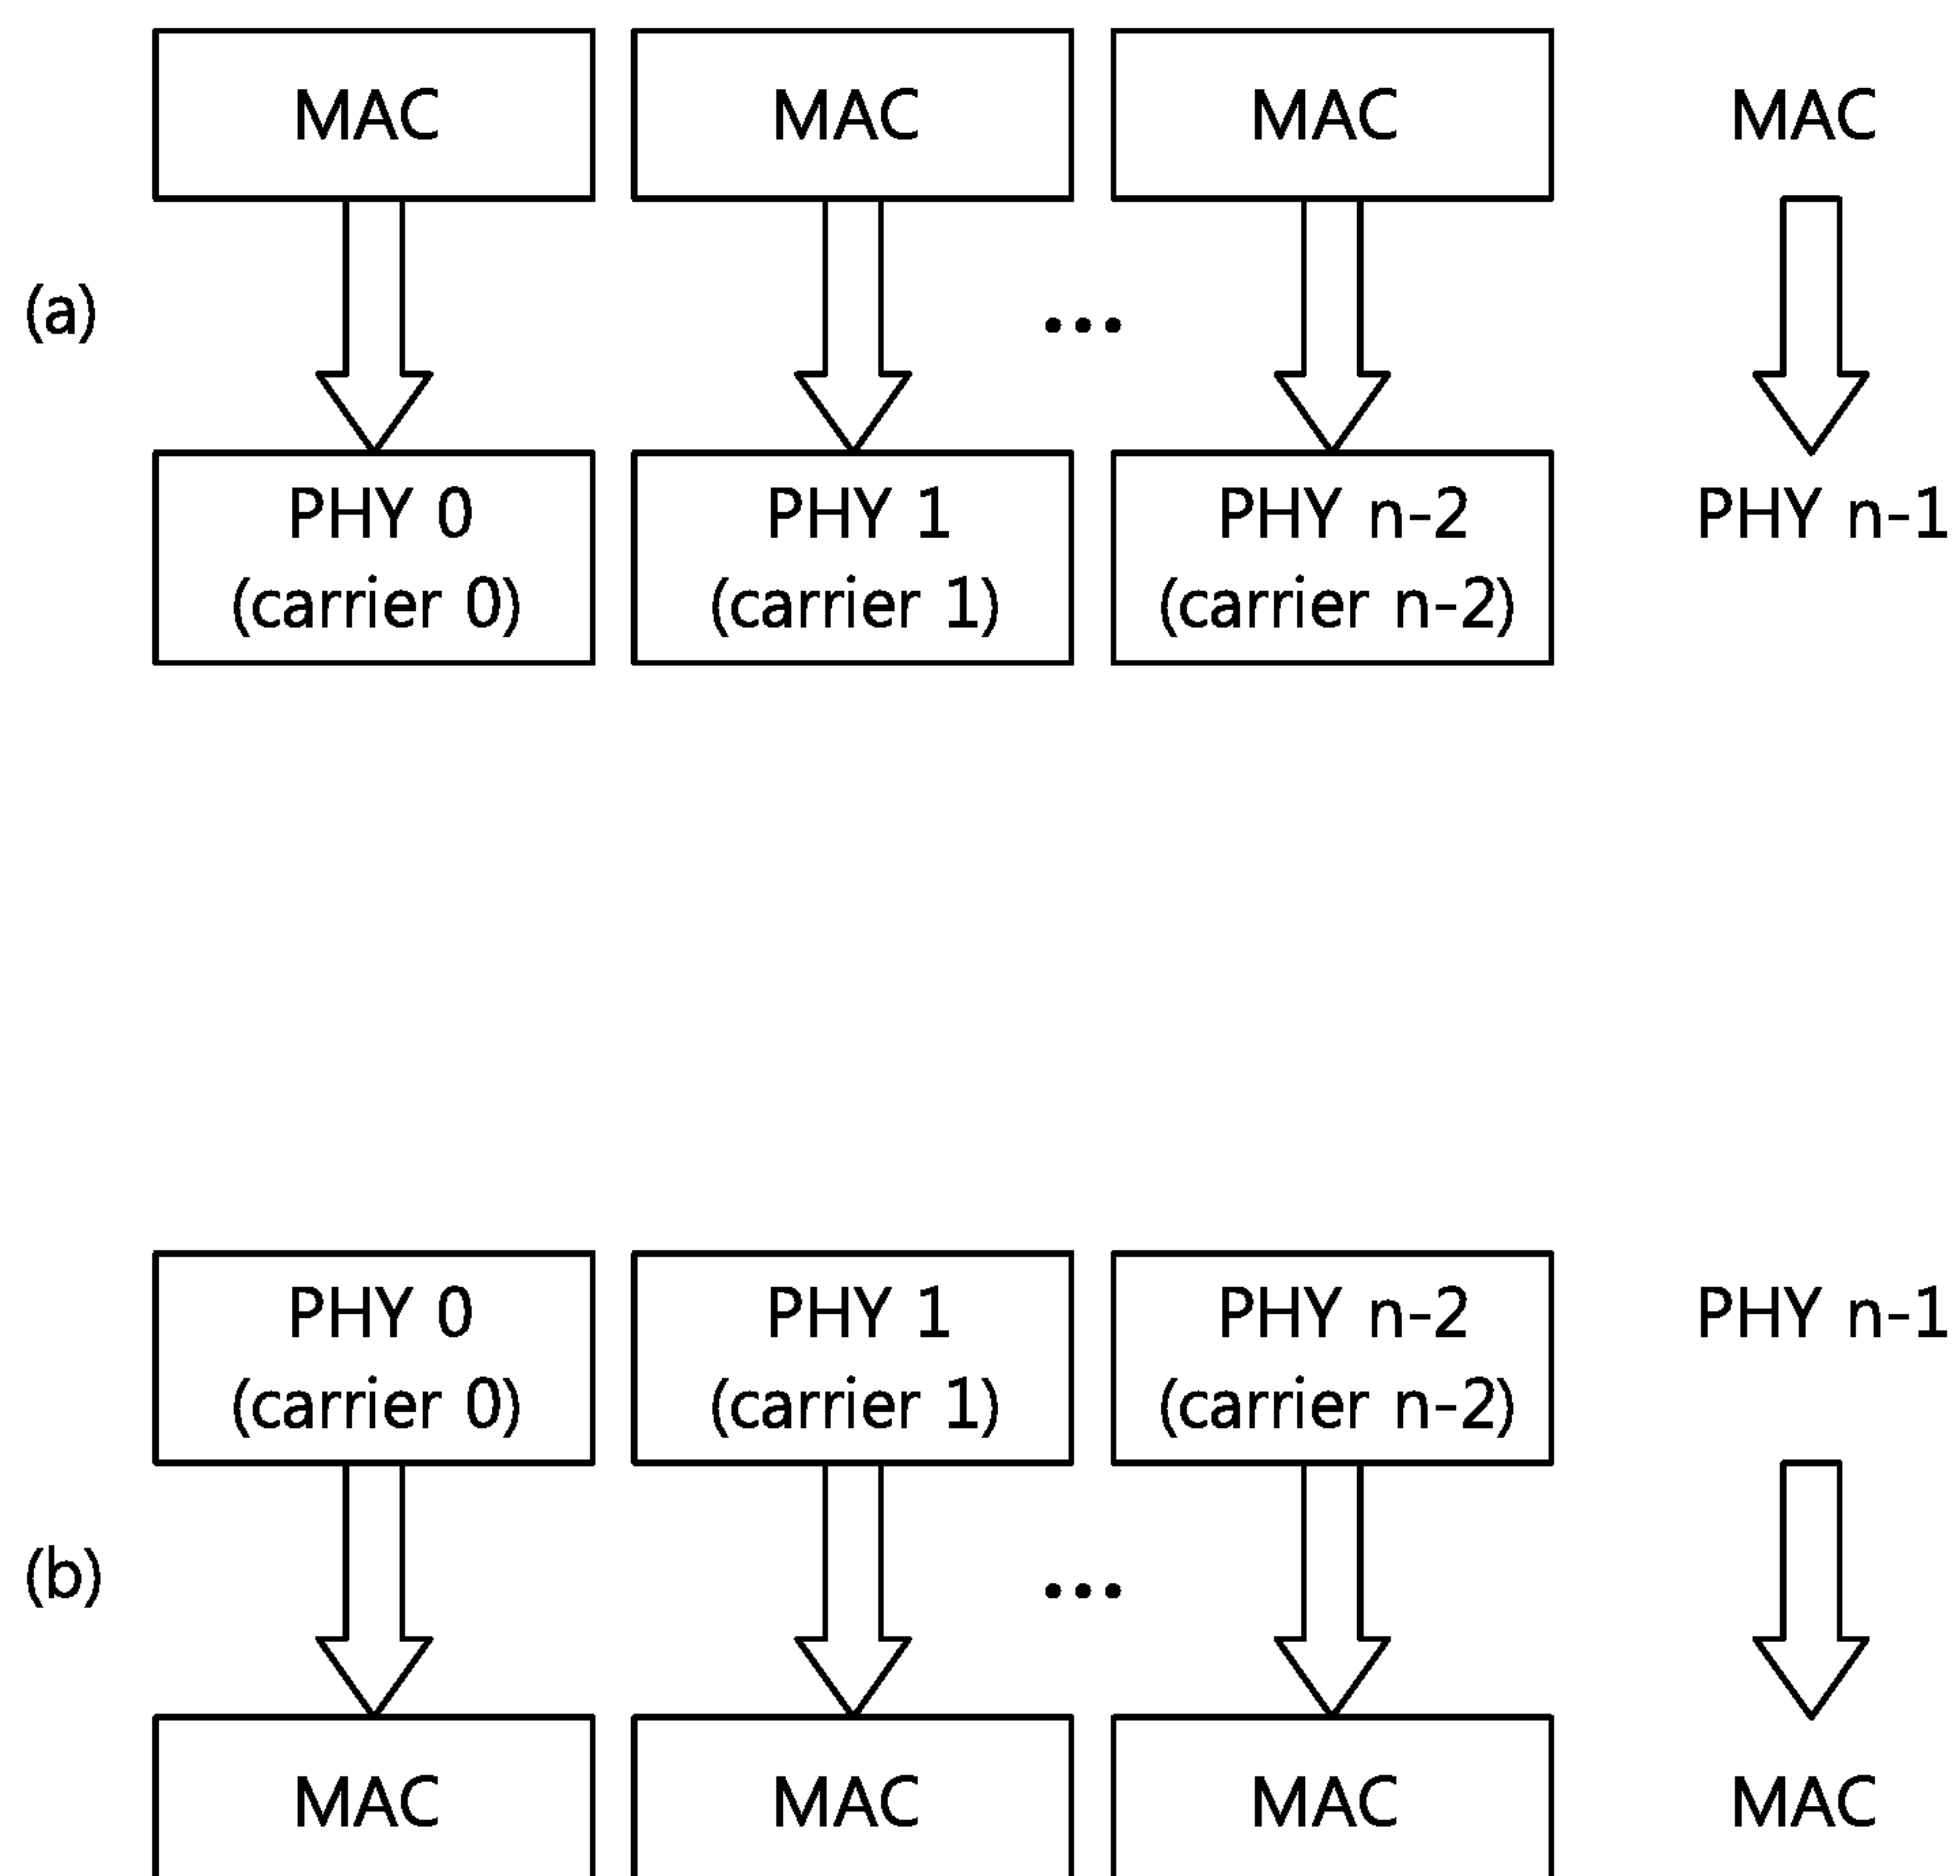 MAC MAC MAC MAC
(a)
...
PHY 0 PHY 1 PHY n-2 PHY n-1
(carrier 0) (carrier 1) (carrier n-2)
PHY 0 PHY 1 PHY n-2 PHY n-1
(carrier 0) (carrier 1) (carrier n-2)
(b)
...
MAC MAC MAC MAC